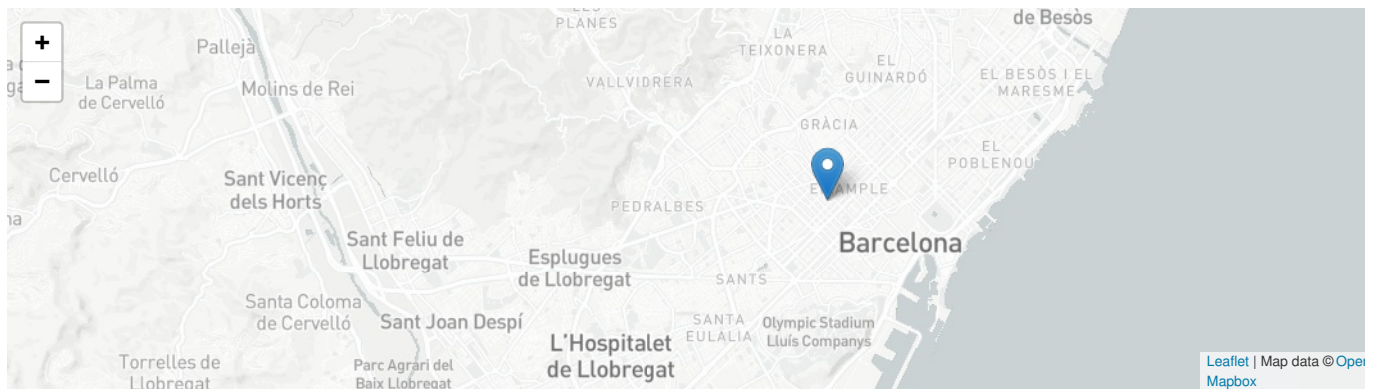 +
−
LES
PLANES
de Besòs
Pallejà
LA
TEIXONERA
EL
GUINARDÓ
EL BESÒS I EL
MARESME
La Palma
de Cervelló
Molins de Rei
VALLVIDRERA
GRÀCIA
EL
POBLENOU
Cervelló
Sant Vicenç
dels Horts
PEDRALBES
Barcelona
Sant Feliu de
Llobregat
Esplugues
de Llobregat
SANTS
Santa Coloma
de Cervelló
Sant Joan Despí
SANTA
EULALIA
Olympic Stadium
Lluís Companys
L'Hospitalet
de Llobregat
Torrelles de
Llobregat
Parc Agrari del
Baix Llobregat
Leaflet | Map data © Open
Mapbox